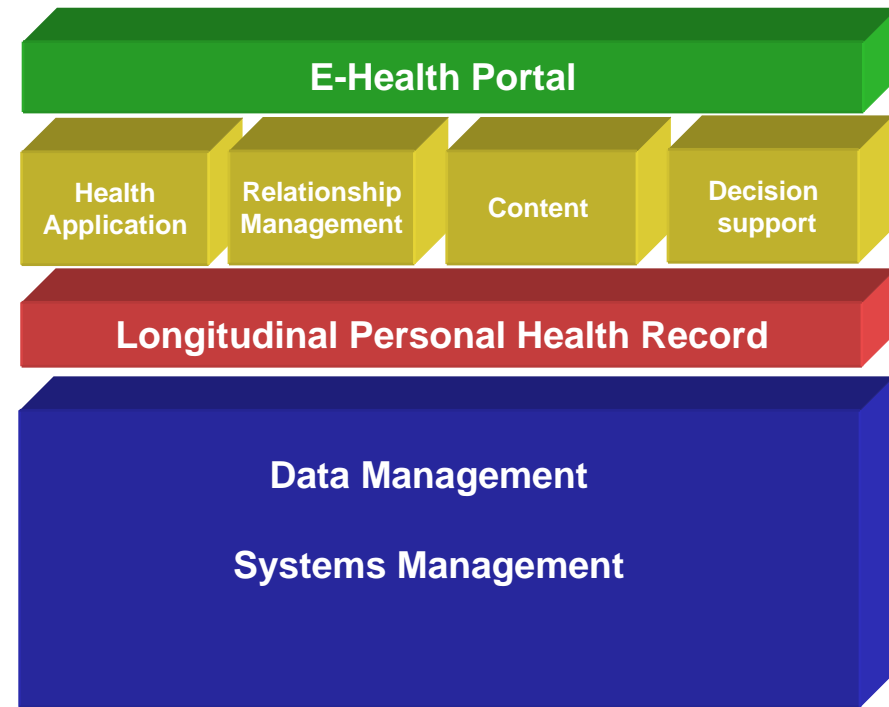 E-Health Portal
Health
Application
Relationship
Management
Content
Decision
support
Longitudinal Personal Health Record
Data Management
Systems Management